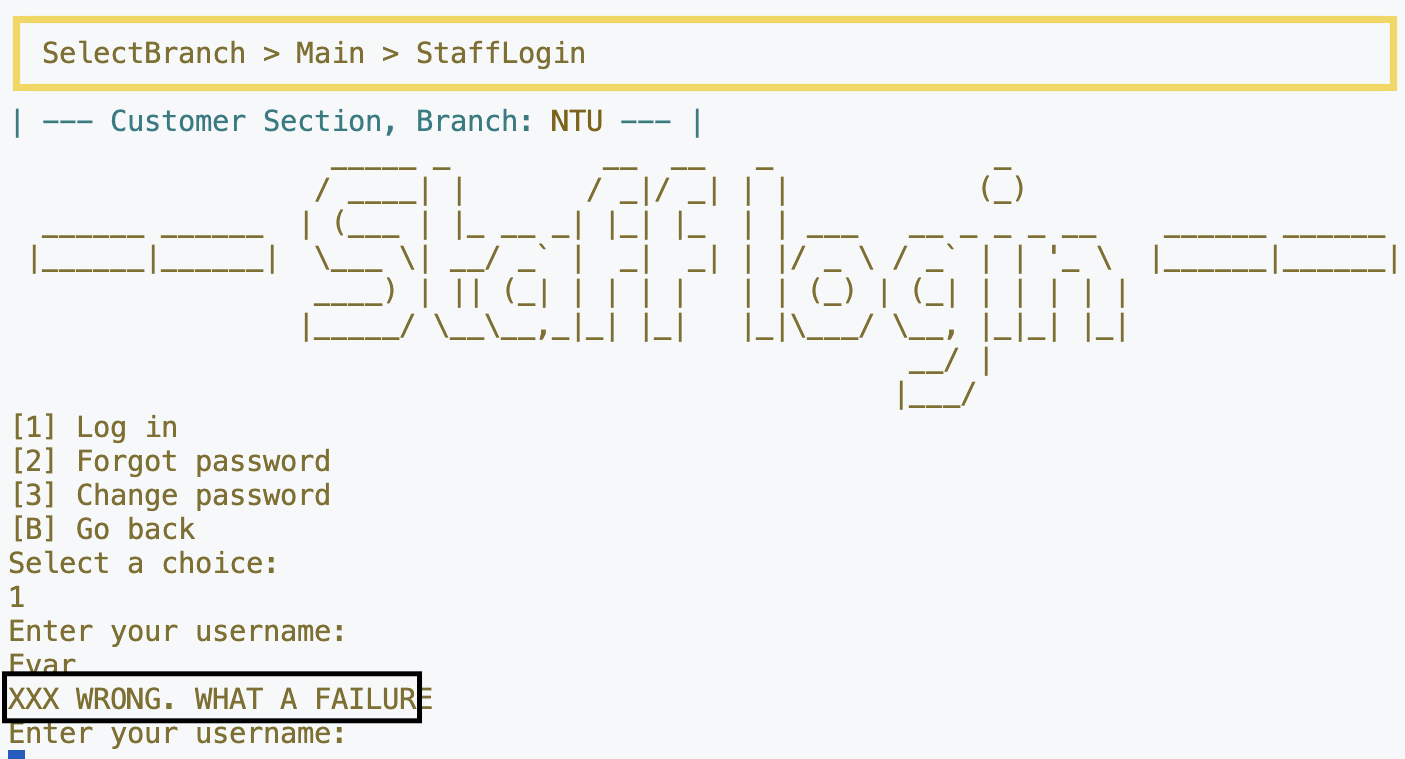 SelectBranch > Main > StaffLogin
| --- Customer Section, Branch: NTU --- |
Staff login
[1] Log in
[2] Forgot password
[3] Change password
[B] Go back
Select a choice:
1
Enter your username:
Evar
XXX WRONG. WHAT A FAILURE
Enter your username: